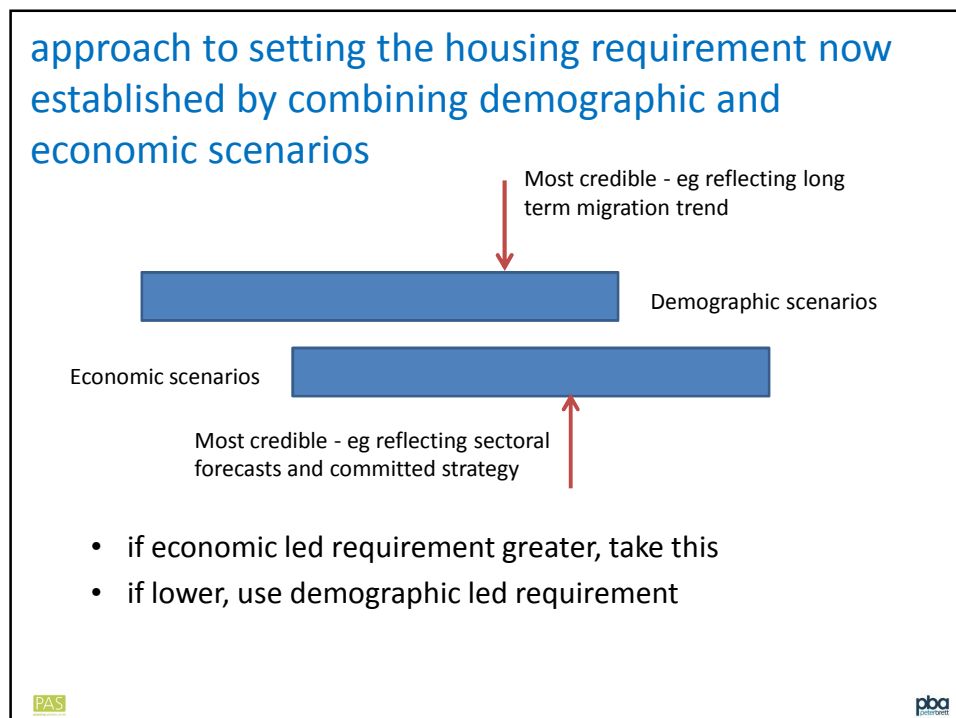 approach to setting the housing requirement now
established by combining demographic and
economic scenarios
Most credible - eg reflecting long
term migration trend
Demographic scenarios
Economic scenarios
Most credible - eg reflecting sectoral
forecasts and committed strategy
• if economic led requirement greater, take this
• if lower, use demographic led requirement
PAS
pba
peterbrett